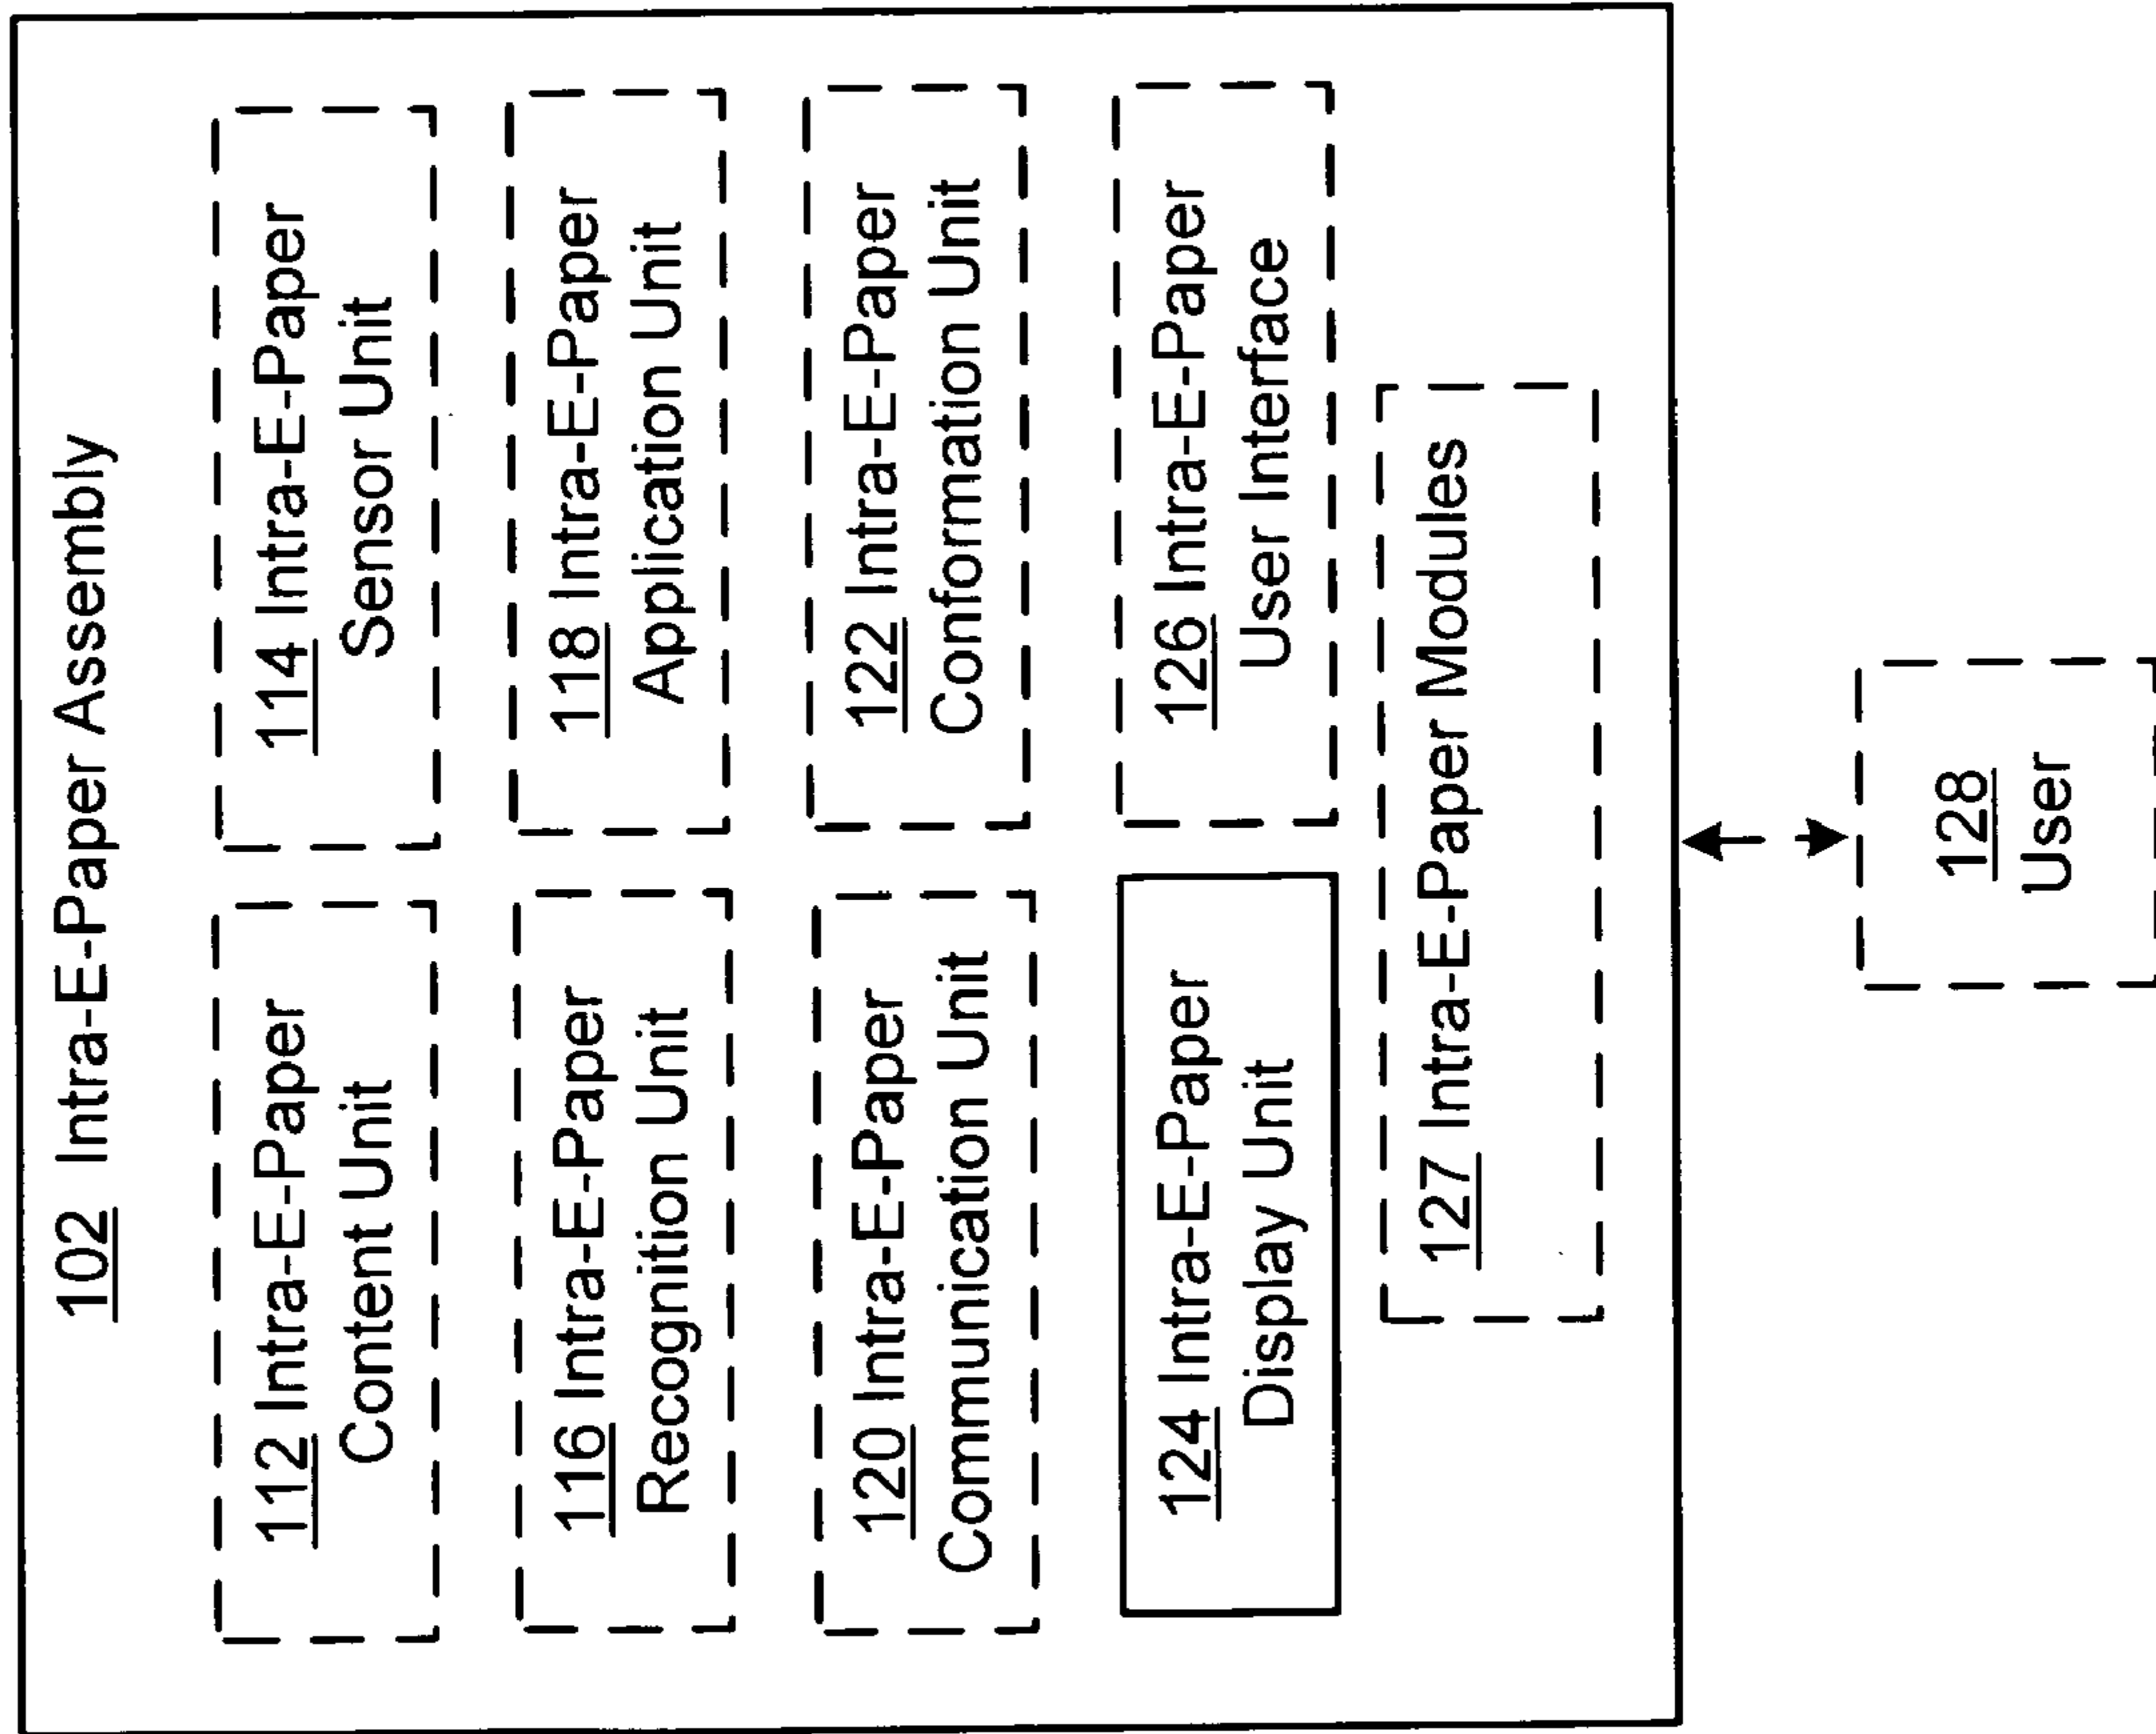 102 Intra-E-Paper Assembly
112 Intra-E-Paper
Content Unit
114 Intra-E-Paper
Sensor Unit
116 Intra-E-Paper
Recognition Unit
118 Intra-E-Paper
Application Unit
120 Intra-E-Paper
Communication Unit
122 Intra-E-Paper
Conformation Unit
124 Intra-E-Paper
Display Unit
126 Intra-E-Paper
User Interface
127 Intra-E-Paper Modules
128
User